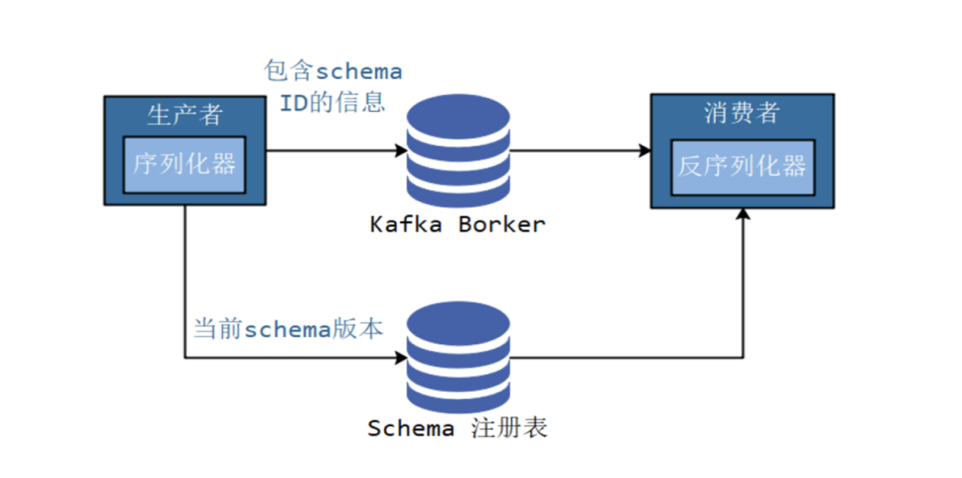 包含schema
ID的信息
生产者
序列化器
消费者
反序列化器
Kafka Borker
当前schema版本
Schema 注册表